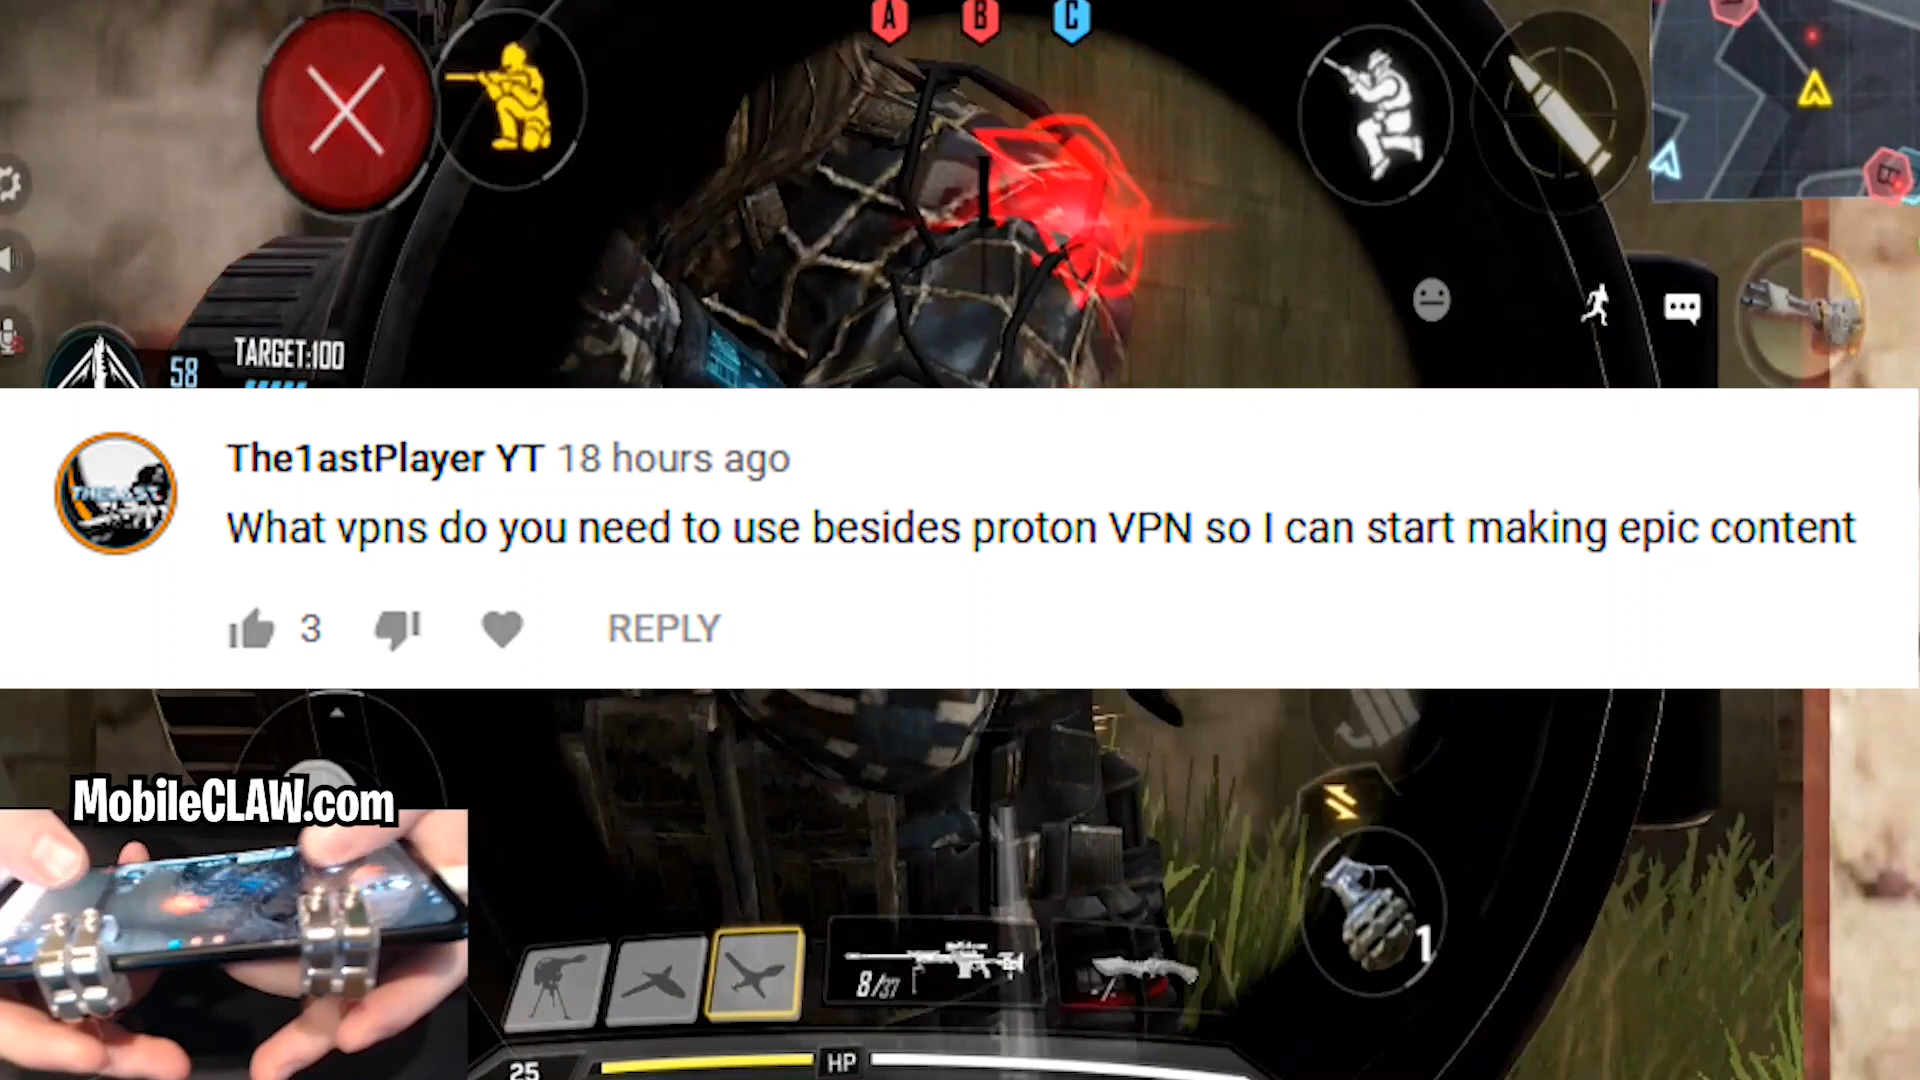 A B C
58
TARGET:100
The1astPlayer YT 18 hours ago
What vpns do you need to use besides proton VPN so I can start making epic content
3
REPLY
MobileCLAW.com
8/37
1
25
HP